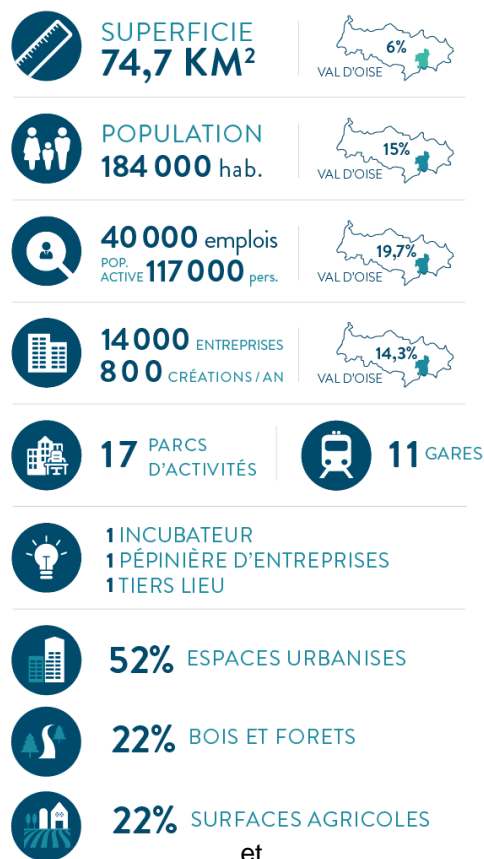 SUPERFICIE
74,7 KM²
6%
VAL D'OISE
POPULATION
184 000 hab.
15%
VAL D'OISE
40 000 emplois
POP. ACTIVE 117 000 pers.
19,7%
VAL D'OISE
14 000 ENTREPRISES
800 CRÉATIONS / AN
14,3%
VAL D'OISE
17 PARCS
D'ACTIVITÉS
11 GARES
1 INCUBATEUR
1 PÉPINIÈRE D'ENTREPRISES
1 TIERS LIEU
52% ESPACES URBANISES
22% BOIS ET FORETS
22% SURFACES AGRICOLES
et